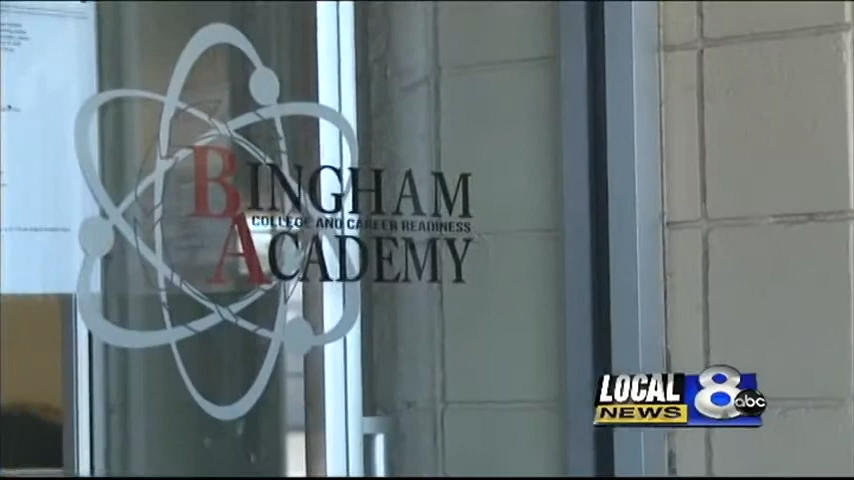 BINGHAM
COLLEGE AND CAREER READINESS
ACADEMY
LOCAL 8
NEWS abc